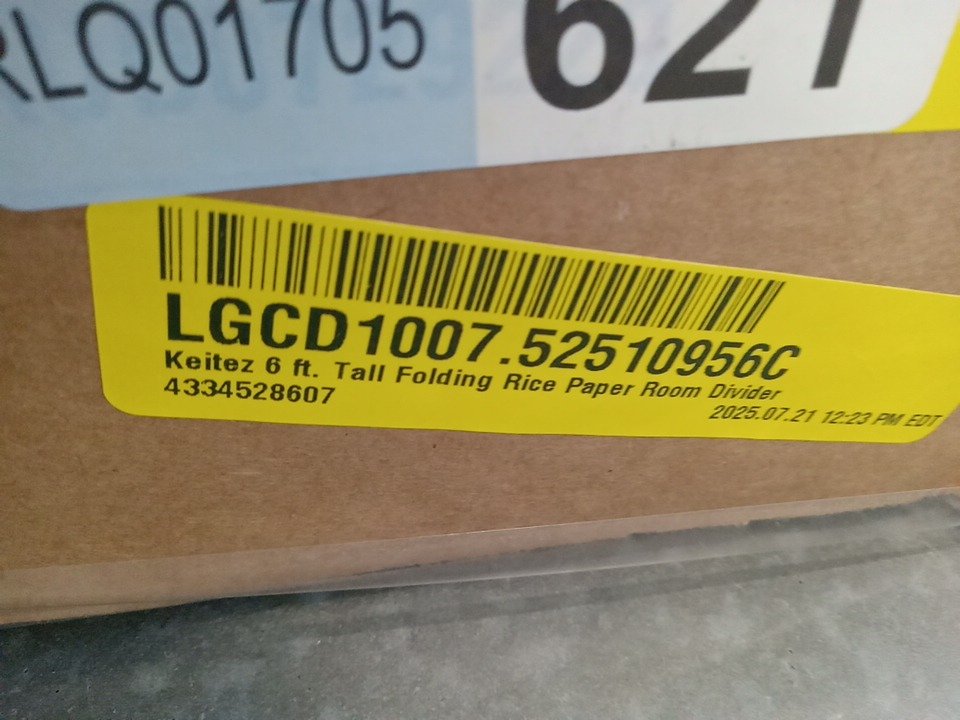 RLQ01705
621
LGCD1007.52510956C
Keitez 6 ft. Tall Folding Rice Paper Room Divider
4334528607
2025.07.21 12:23 PM EDT